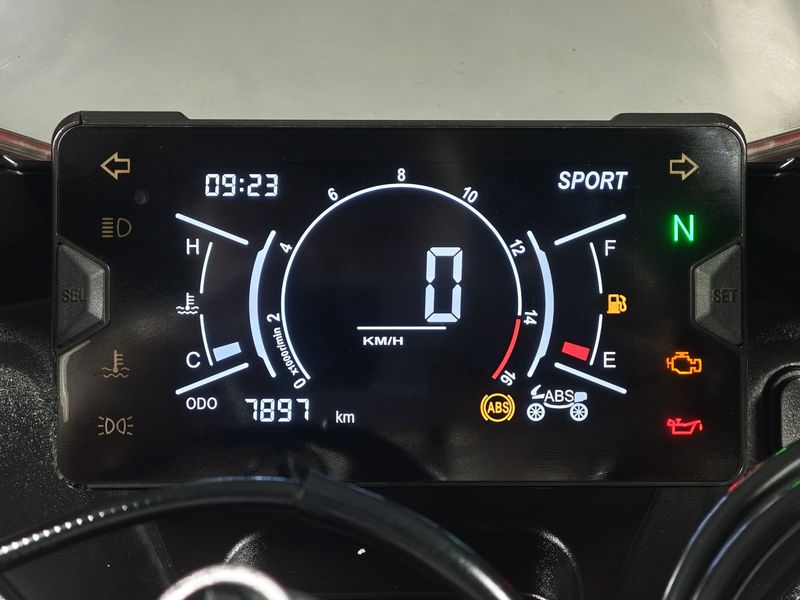 09:23
SPORT
N
H
F
C
E
0
KM/H
0 2 4 6 8 10 12 14 16
x1000r/min
SEL
SET
ODO 7897 km
ABS
ABS